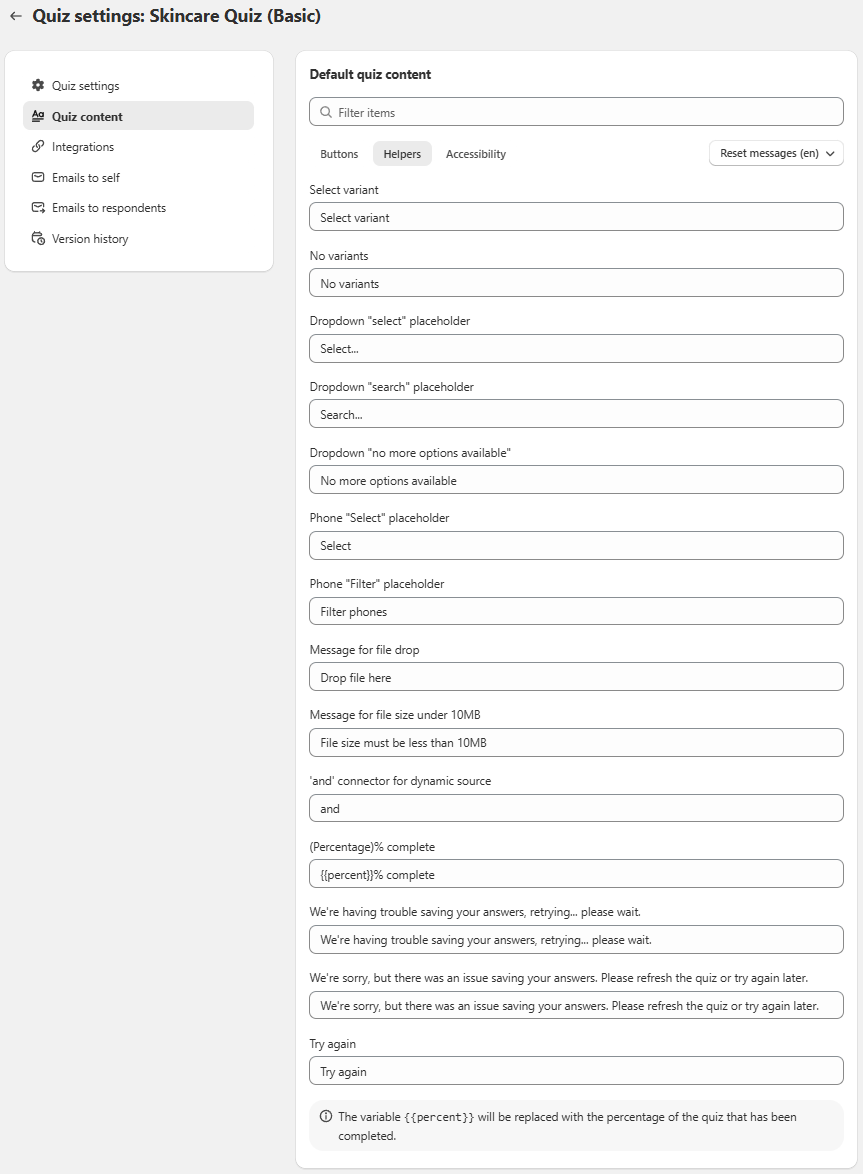 Quiz settings: Skincare Quiz (Basic)
Quiz settings
Quiz content
Integrations
Emails to self
Emails to respondents
Version history
Default quiz content
Filter items
Buttons
Helpers
Accessibility
Reset messages (en)
Select variant
Select variant
No variants
No variants
Dropdown "select" placeholder
Select...
Dropdown "search" placeholder
Search...
Dropdown "no more options available"
No more options available
Phone "Select" placeholder
Select
Phone "Filter" placeholder
Filter phones
Message for file drop
Drop file here
Message for file size under 10MB
File size must be less than 10MB
'and' connector for dynamic source
and
(Percentage)% complete
{{percent}}% complete
We're having trouble saving your answers, retrying... please wait.
We're having trouble saving your answers, retrying... please wait.
We're sorry, but there was an issue saving your answers. Please refresh the quiz or try again later.
We're sorry, but there was an issue saving your answers. Please refresh the quiz or try again later.
Try again
Try again
The variable {{percent}} will be replaced with the percentage of the quiz that has been
completed.